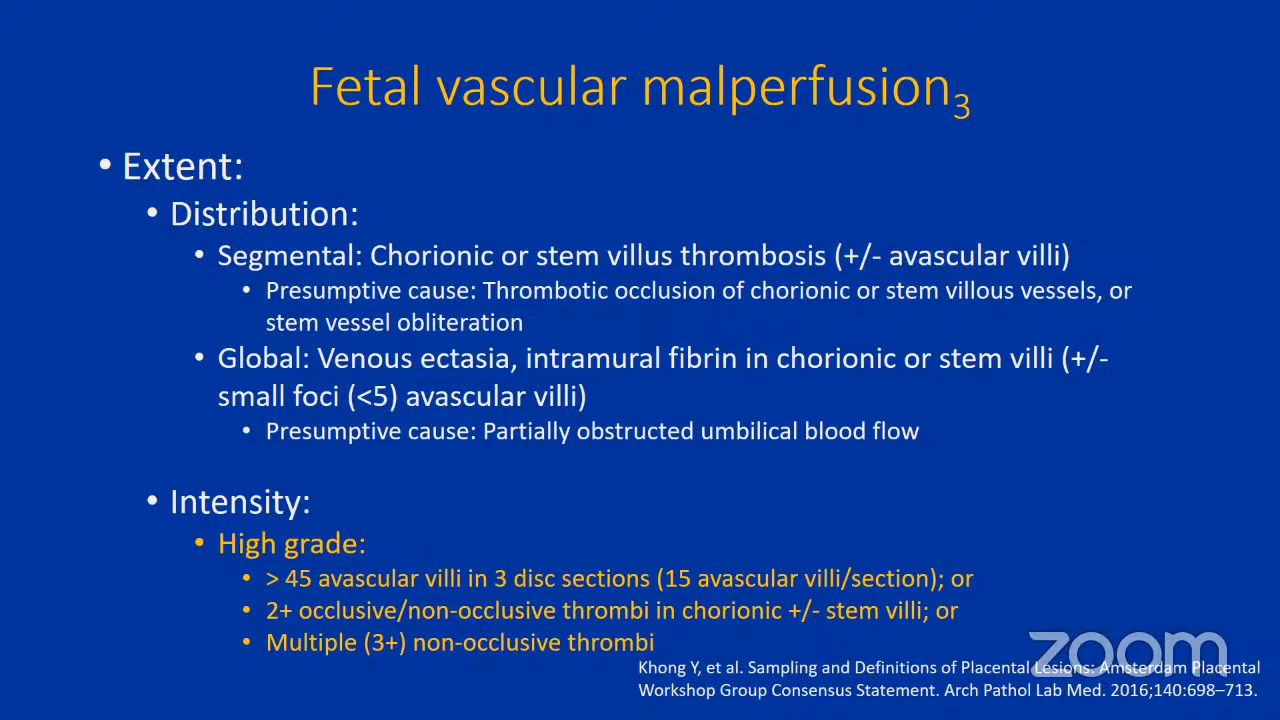 Fetal vascular malperfusion3
• Extent:
• Distribution:
• Segmental: Chorionic or stem villus thrombosis (+/- avascular villi)
• Presumptive cause: Thrombotic occlusion of chorionic or stem villous vessels, or
stem vessel obliteration
• Global: Venous ectasia, intramural fibrin in chorionic or stem villi (+/-
small foci (<5) avascular villi)
• Presumptive cause: Partially obstructed umbilical blood flow
• Intensity:
• High grade:
• > 45 avascular villi in 3 disc sections (15 avascular villi/section); or
• 2+ occlusive/non-occlusive thrombi in chorionic +/- stem villi; or
• Multiple (3+) non-occlusive thrombi
zoom
Khong Y, et al. Sampling and Definitions of Placental Lesions: Amsterdam Placental
Workshop Group Consensus Statement. Arch Pathol Lab Med. 2016;140:698–713.